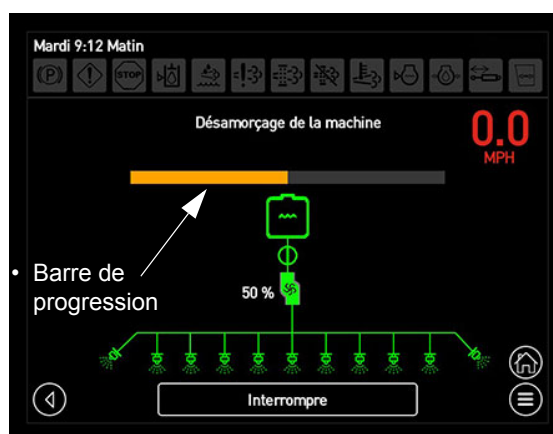 Mardi 9:12 Matin
P
!
STOP
Désamorçage de la machine
0.0
MPH
• Barre de
progression
50 %
Interrompre